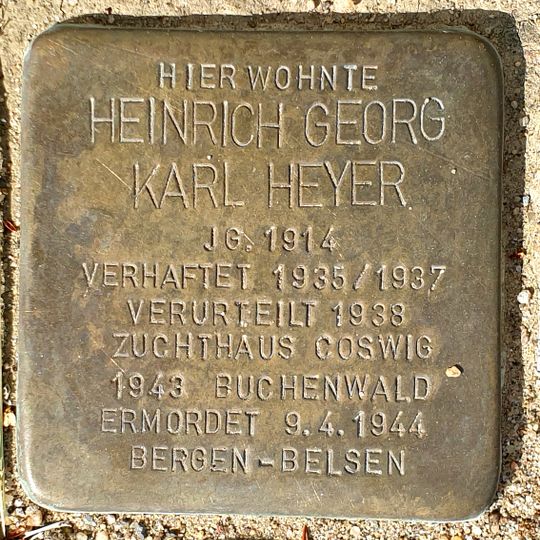 HIER WOHNTE
HEINRICH GEORG
KARL HEYER
JG. 1914
VERHAFTET 1935/1937
VERURTEILT 1938
ZUCHTHAUS COSWIG
1943 BUCHENWALD
ERMORDET 9.4.1944
BERGEN-BELSEN